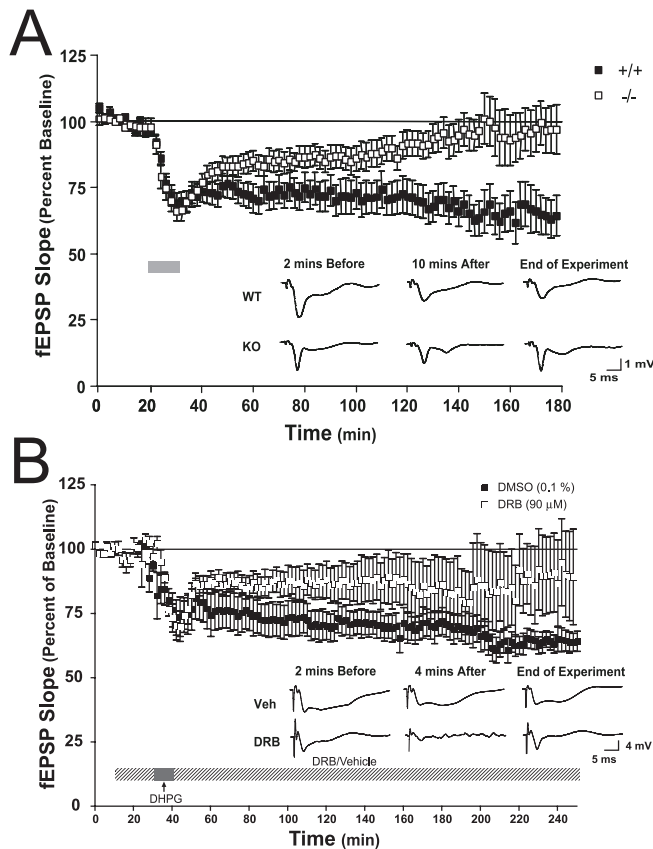 A
fEPSP Slope (Percent Baseline)
125
100
75
50
25
0
+/+
-/-
2 mins Before
10 mins After
End of Experiment
WT
KO
1 mV
5 ms
0 20 40 60 80 100 120 140 160 180
Time (min)
B
fEPSP Slope (Percent of Baseline)
125
100
75
50
25
0
DMSO (0.1 %)
DRB (90 µM)
2 mins Before
4 mins After
End of Experiment
Veh
DRB
4 mV
5 ms
DRB/Vehicle
DHPG
0 20 40 60 80 100 120 140 160 180 200 220 240
Time (min)